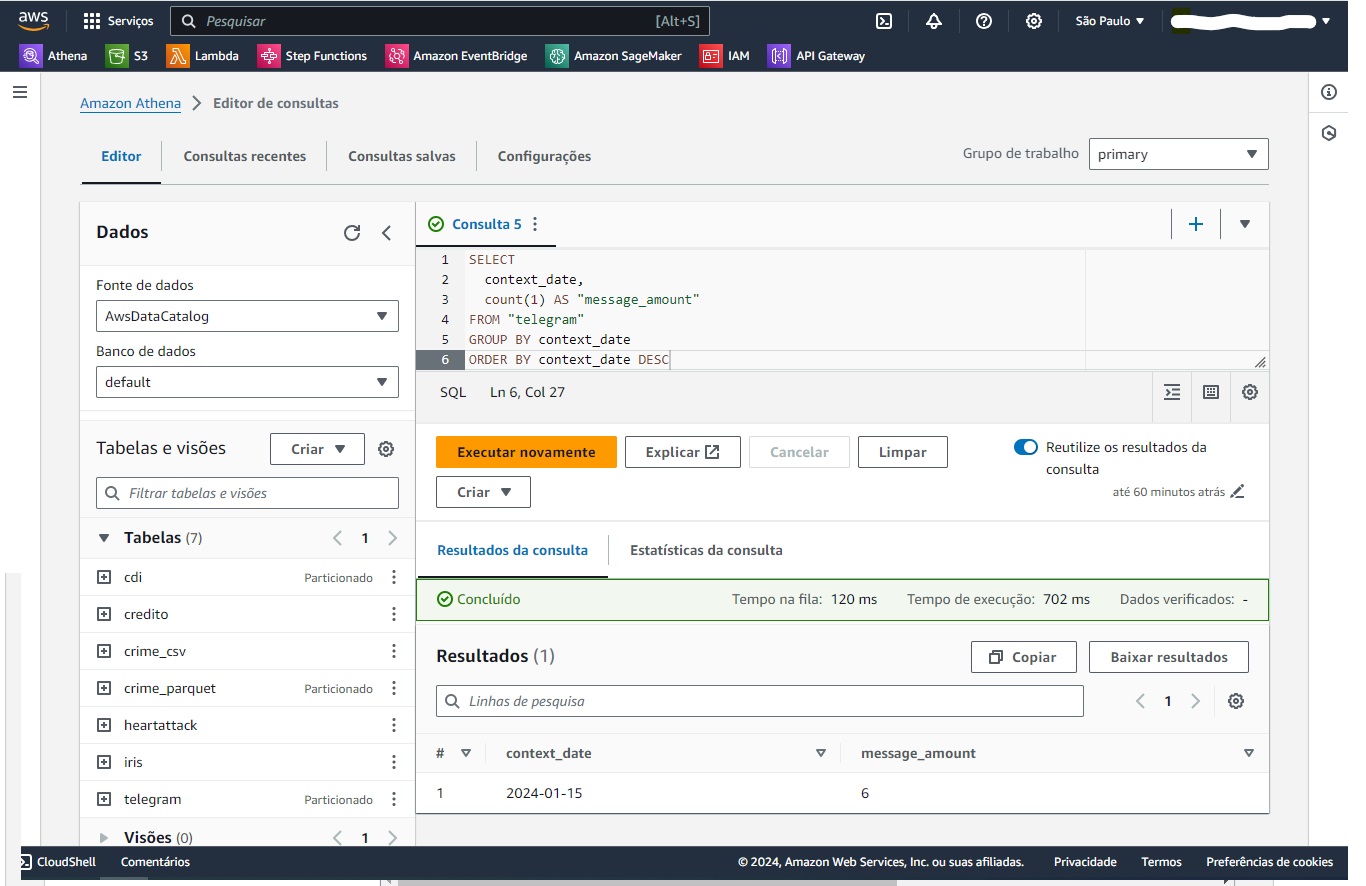 aws
Serviços
Pesquisar
[Alt+S]
São Paulo
Athena
S3
Lambda
Step Functions
Amazon EventBridge
Amazon SageMaker
IAM
API Gateway
Amazon Athena
Editor de consultas
Editor
Consultas recentes
Consultas salvas
Configurações
Grupo de trabalho
primary
Dados
Fonte de dados
AwsDataCatalog
Banco de dados
default
Tabelas e visões
Criar
Filtrar tabelas e visões
Tabelas (7)
1
cdi
Particionado
credito
crime_csv
crime_parquet
Particionado
heartattack
iris
telegram
Particionado
Visões (0)
1
Consulta 5
1 SELECT
2 context_date,
3 count(1) AS "message_amount"
4 FROM "telegram"
5 GROUP BY context_date
6 ORDER BY context_date DESC
SQL
Ln 6, Col 27
Executar novamente
Explicar
Cancelar
Limpar
Criar
Reutilize os resultados da
consulta
até 60 minutos atrás
Resultados da consulta
Estatísticas da consulta
Concluído
Tempo na fila: 120 ms
Tempo de execução: 702 ms
Dados verificados: -
Resultados (1)
Copiar
Baixar resultados
Linhas de pesquisa
1
# context_date message_amount
1 2024-01-15 6
CloudShell
Comentários
© 2024, Amazon Web Services, Inc. ou suas afiliadas.
Privacidade
Termos
Preferências de cookies